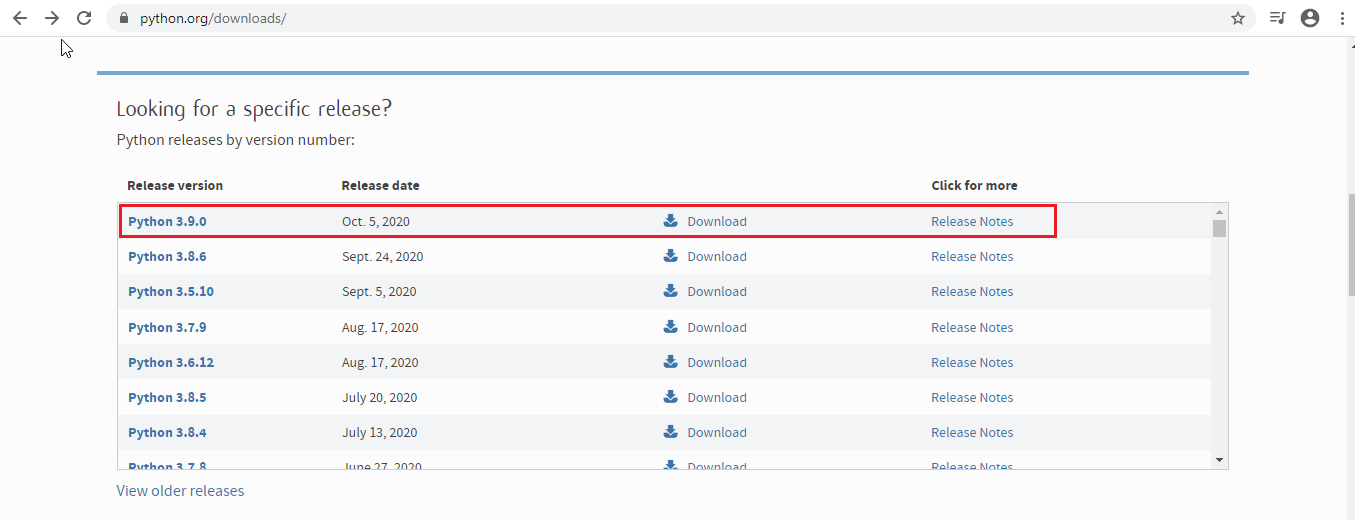 python.org/downloads/
Looking for a specific release?
Python releases by version number:
Release version Release date Click for more
Python 3.9.0 Oct. 5, 2020 Download Release Notes
Python 3.8.6 Sept. 24, 2020 Download Release Notes
Python 3.5.10 Sept. 5, 2020 Download Release Notes
Python 3.7.9 Aug. 17, 2020 Download Release Notes
Python 3.6.12 Aug. 17, 2020 Download Release Notes
Python 3.8.5 July 20, 2020 Download Release Notes
Python 3.8.4 July 13, 2020 Download Release Notes
Python 3.7.8 June 27, 2020 Download Release Notes
View older releases